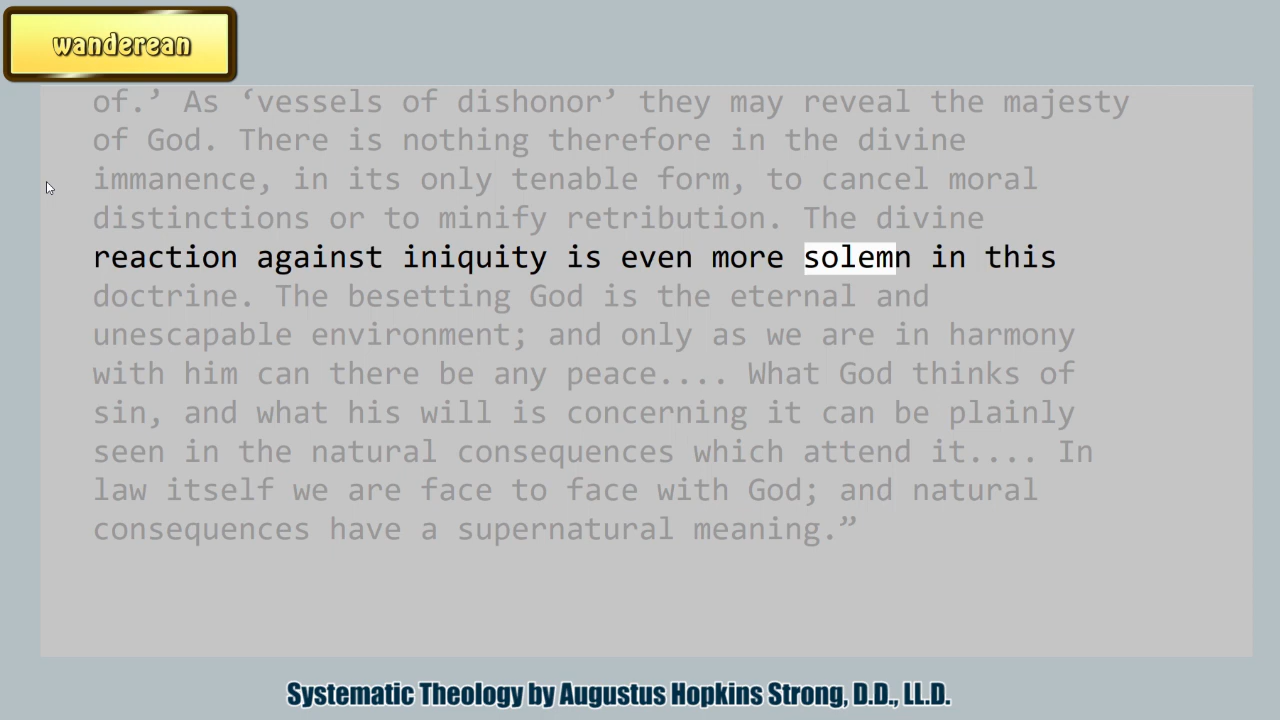 wanderean
of.’ As ‘vessels of dishonor’ they may reveal the majesty
of God. There is nothing therefore in the divine
immanence, in its only tenable form, to cancel moral
distinctions or to minify retribution. The divine
reaction against iniquity is even more solemn in this
doctrine. The besetting God is the eternal and
unescapable environment; and only as we are in harmony
with him can there be any peace.... What God thinks of
sin, and what his will is concerning it can be plainly
seen in the natural consequences which attend it.... In
law itself we are face to face with God; and natural
consequences have a supernatural meaning.”
Systematic Theology by Augustus Hopkins Strong, D.D., LL.D.